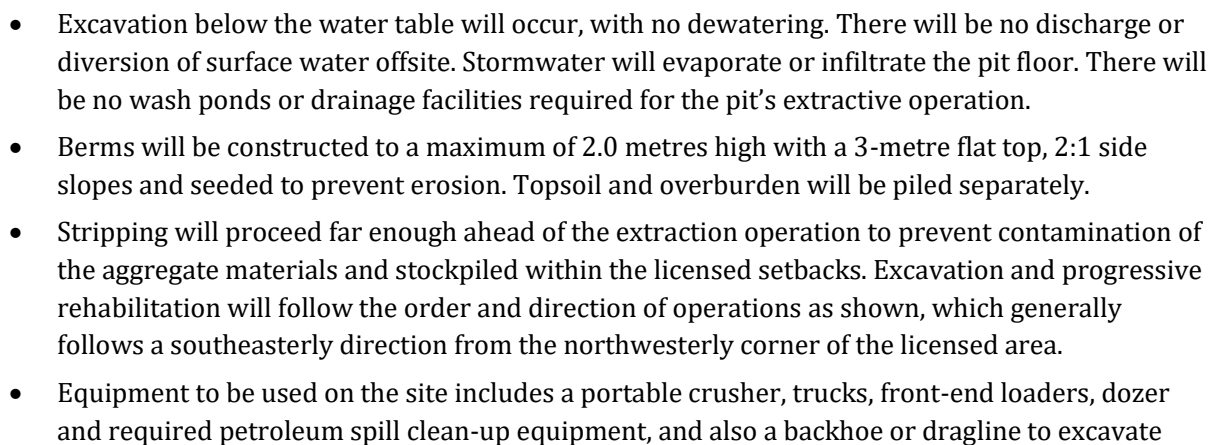 • Excavation below the water table will occur, with no dewatering. There will be no discharge or
diversion of surface water offsite. Stormwater will evaporate or infiltrate the pit floor. There will
be no wash ponds or drainage facilities required for the pit’s extractive operation.
• Berms will be constructed to a maximum of 2.0 metres high with a 3-metre flat top, 2:1 side
slopes and seeded to prevent erosion. Topsoil and overburden will be piled separately.
• Stripping will proceed far enough ahead of the extraction operation to prevent contamination of
the aggregate materials and stockpiled within the licensed setbacks. Excavation and progressive
rehabilitation will follow the order and direction of operations as shown, which generally
follows a southeasterly direction from the northwesterly corner of the licensed area.
• Equipment to be used on the site includes a portable crusher, trucks, front-end loaders, dozer
and required petroleum spill clean-up equipment, and also a backhoe or dragline to excavate